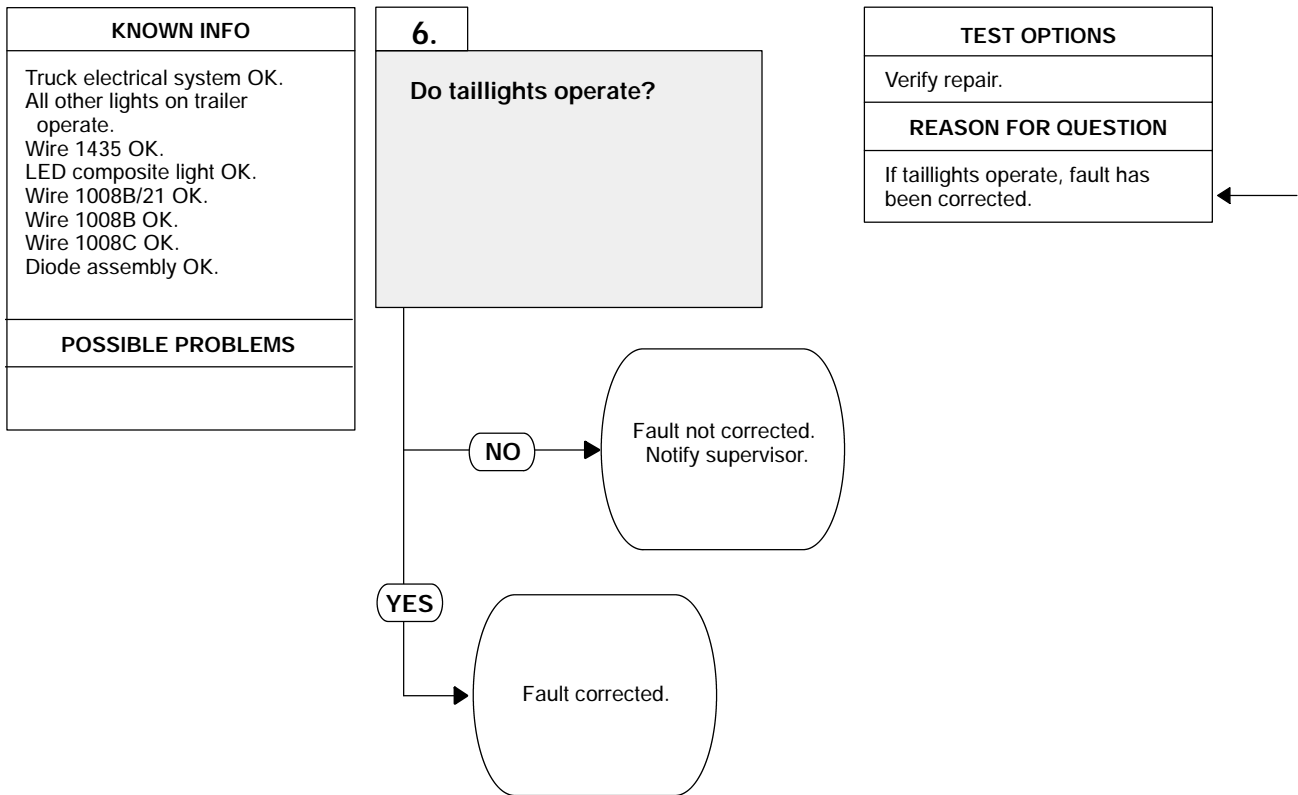 KNOWN INFO
Truck electrical system OK.
All other lights on trailer
operate.
Wire 1435 OK.
LED composite light OK.
Wire 1008B/21 OK.
Wire 1008B OK.
Wire 1008C OK.
Diode assembly OK.
POSSIBLE PROBLEMS
6.
Do taillights operate?
TEST OPTIONS
Verify repair.
REASON FOR QUESTION
If taillights operate, fault has
been corrected.
NO
Fault not corrected.
Notify supervisor.
YES
Fault corrected.